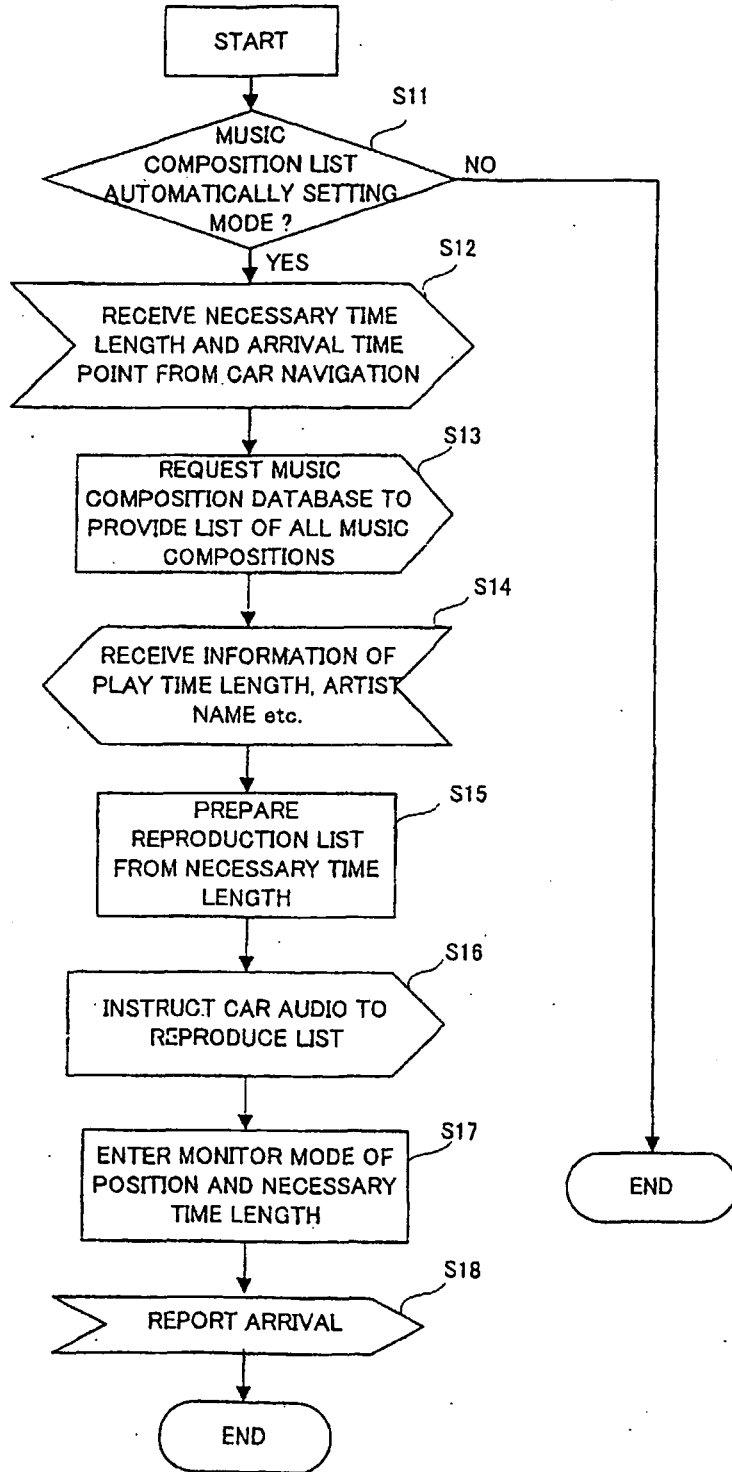 START
S11
MUSIC
COMPOSITION LIST
AUTOMATICALLY SETTING
MODE ?
NO
YES
S12
RECEIVE NECESSARY TIME
LENGTH AND ARRIVAL TIME
POINT FROM CAR NAVIGATION
S13
REQUEST MUSIC
COMPOSITION DATABASE TO
PROVIDE LIST OF ALL MUSIC
COMPOSITIONS
S14
RECEIVE INFORMATION OF
PLAY TIME LENGTH, ARTIST
NAME etc.
S15
PREPARE
REPRODUCTION LIST
FROM NECESSARY TIME
LENGTH
S16
INSTRUCT CAR AUDIO TO
REPRODUCE LIST
S17
ENTER MONITOR MODE OF
POSITION AND NECESSARY
TIME LENGTH
END
S18
REPORT ARRIVAL
END